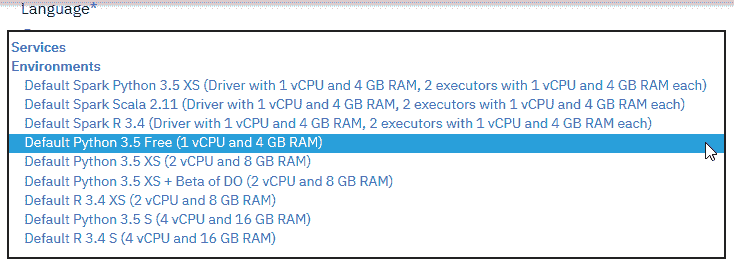 Language*
Services
Environments
Default Spark Python 3.5 XS (Driver with 1 vCPU and 4 GB RAM, 2 executors with 1 vCPU and 4 GB RAM each)
Default Spark Scala 2.11 (Driver with 1 vCPU and 4 GB RAM, 2 executors with 1 vCPU and 4 GB RAM each)
Default Spark R 3.4 (Driver with 1 vCPU and 4 GB RAM, 2 executors with 1 vCPU and 4 GB RAM each)
Default Python 3.5 Free (1 vCPU and 4 GB RAM)
Default Python 3.5 XS (2 vCPU and 8 GB RAM)
Default Python 3.5 XS + Beta of DO (2 vCPU and 8 GB RAM)
Default R 3.4 XS (2 vCPU and 8 GB RAM)
Default Python 3.5 S (4 vCPU and 16 GB RAM)
Default R 3.4 S (4 vCPU and 16 GB RAM)